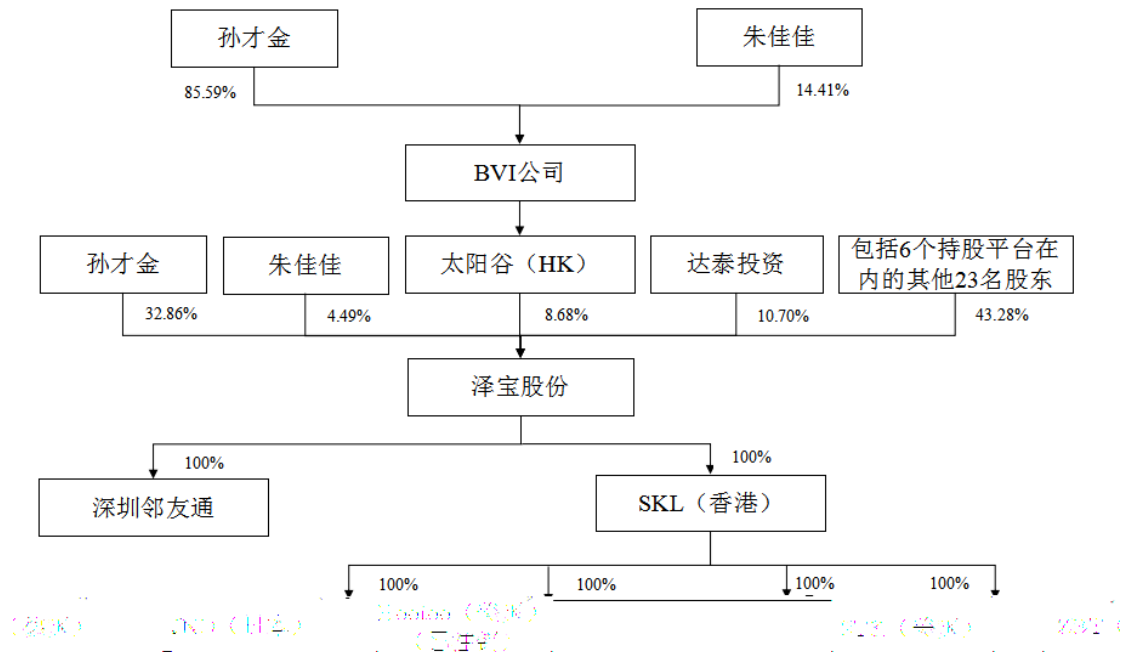 孙才金
朱佳佳
85.59%
14.41%
BVI公司
孙才金
朱佳佳
太阳谷（HK）
达泰投资
包括6个持股平台在
内的其他23名股东
32.86%
4.49%
8.68%
10.70%
43.28%
泽宝股份
100%
100%
深圳邻友通
SKL（香港）
100%
100%
100%
100%